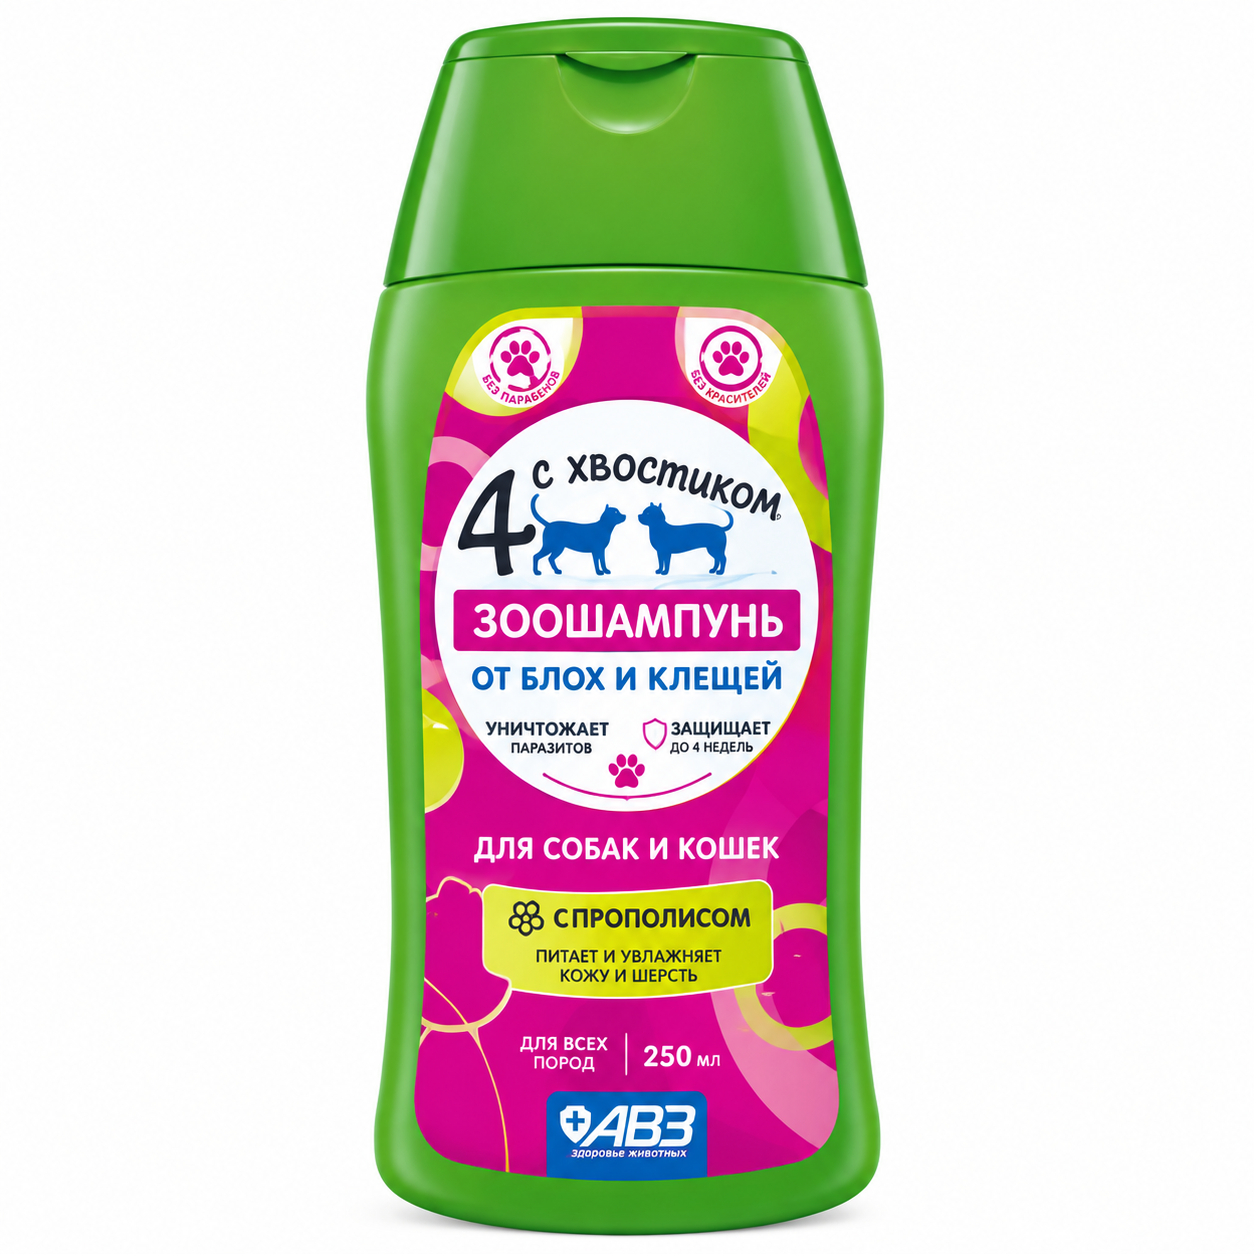 БЕЗ ПАРАБЕНОВ
БЕЗ КРАСИТЕЛЕЙ
4 с хвостиком
ЗООШАМПУНЬ
ОТ БЛОХ И КЛЕЩЕЙ
УНИЧТОЖАЕТ
ПАРАЗИТОВ
ЗАЩИЩАЕТ
ДО 4 НЕДЕЛЬ
ДЛЯ СОБАК И КОШЕК
С ПРОПОЛИСОМ
ПИТАЕТ И УВЛАЖНЯЕТ
КОЖУ И ШЕРСТЬ
ДЛЯ ВСЕХ
ПОРОД
250 мл
АВЗ
здоровье животных